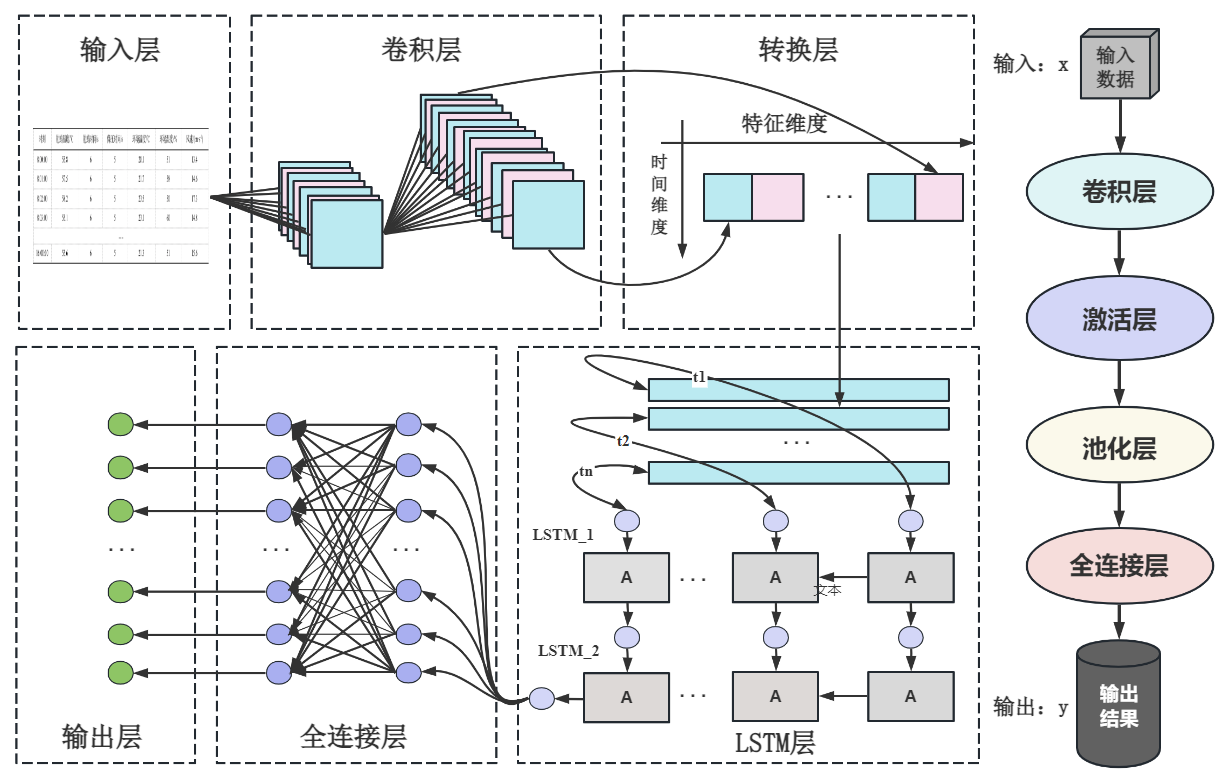 输入层
卷积层
转换层
输入：x
输入
数据
特征维度
时间维度
...
卷积层
激活层
池化层
全连接层
输出：y
输出
结果
t1
t2
...
tn
LSTM_1
A
...
A
A
文本
LSTM_2
A
...
A
A
LSTM层
...
...
...
全连接层
输出层